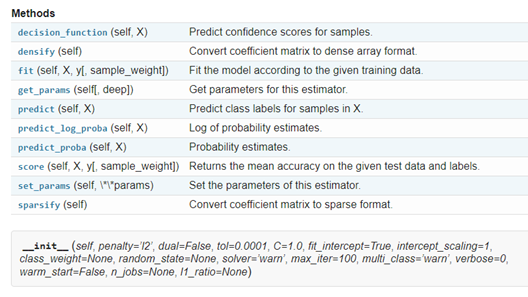 Methods
decision_function (self, X) Predict confidence scores for samples.
densify (self) Convert coefficient matrix to dense array format.
fit (self, X, y[, sample_weight]) Fit the model according to the given training data.
get_params (self[, deep]) Get parameters for this estimator.
predict (self, X) Predict class labels for samples in X.
predict_log_proba (self, X) Log of probability estimates.
predict_proba (self, X) Probability estimates.
score (self, X, y[, sample_weight]) Returns the mean accuracy on the given test data and labels.
set_params (self, \*\*params) Set the parameters of this estimator.
sparsify (self) Convert coefficient matrix to sparse format.
__init__ (self, penalty='l2', dual=False, tol=0.0001, C=1.0, fit_intercept=True, intercept_scaling=1,
class_weight=None, random_state=None, solver='warn', max_iter=100, multi_class='warn', verbose=0,
warm_start=False, n_jobs=None, l1_ratio=None)